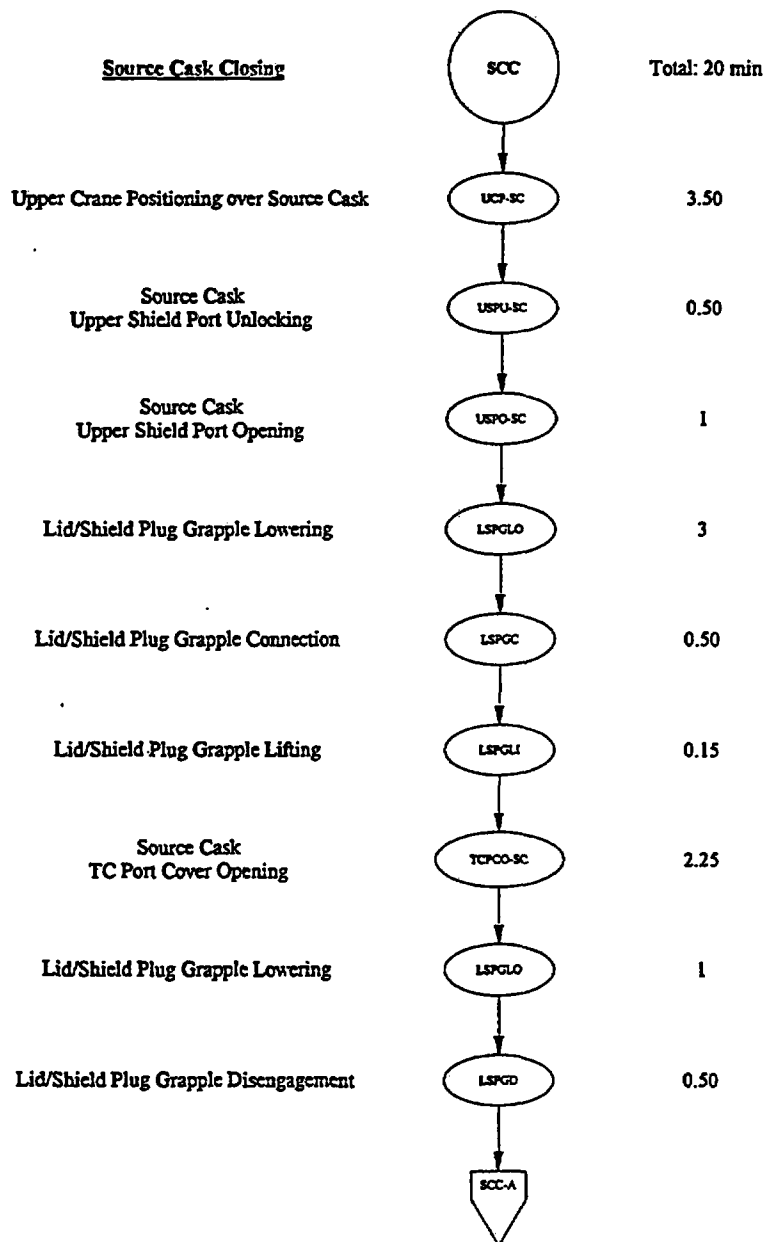 Source Cask Closing
SCC
Total: 20 min
Upper Crane Positioning over Source Cask
UCP-SC
3.50
Source Cask
Upper Shield Port Unlocking
USPU-SC
0.50
Source Cask
Upper Shield Port Opening
USPO-SC
1
Lid/Shield Plug Grapple Lowering
LSPGLO
3
Lid/Shield Plug Grapple Connection
LSPGC
0.50
Lid/Shield Plug Grapple Lifting
LSPGLI
0.15
Source Cask
TC Port Cover Opening
TCPCO-SC
2.25
Lid/Shield Plug Grapple Lowering
LSPGLO
1
Lid/Shield Plug Grapple Disengagement
LSPGD
0.50
SCC-A